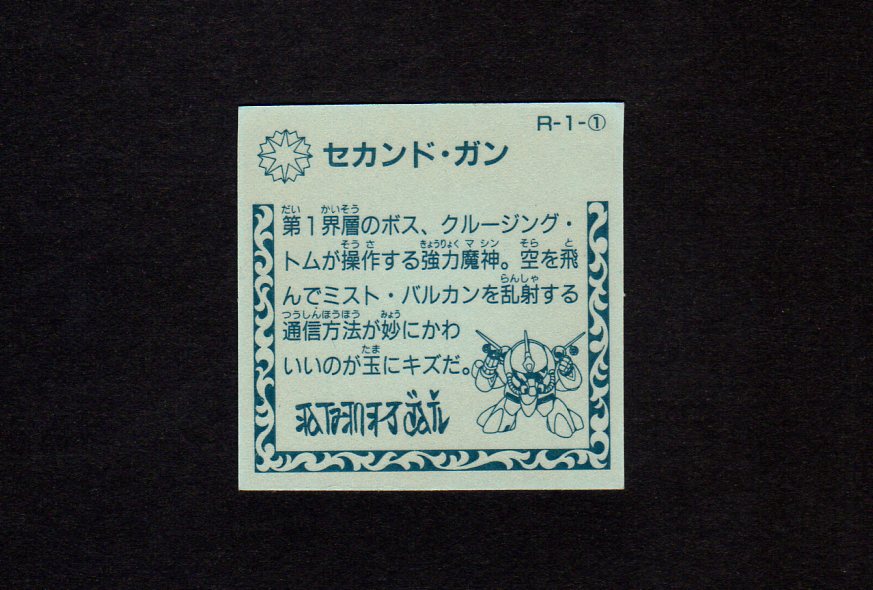 R-1-①
セカンド・ガン
第1界層のボス、クルージング・
トムが操作する強力魔神。空を飛
んでミスト・バルカンを乱射する
通信方法が妙にかわ
いいのが玉にキズだ。